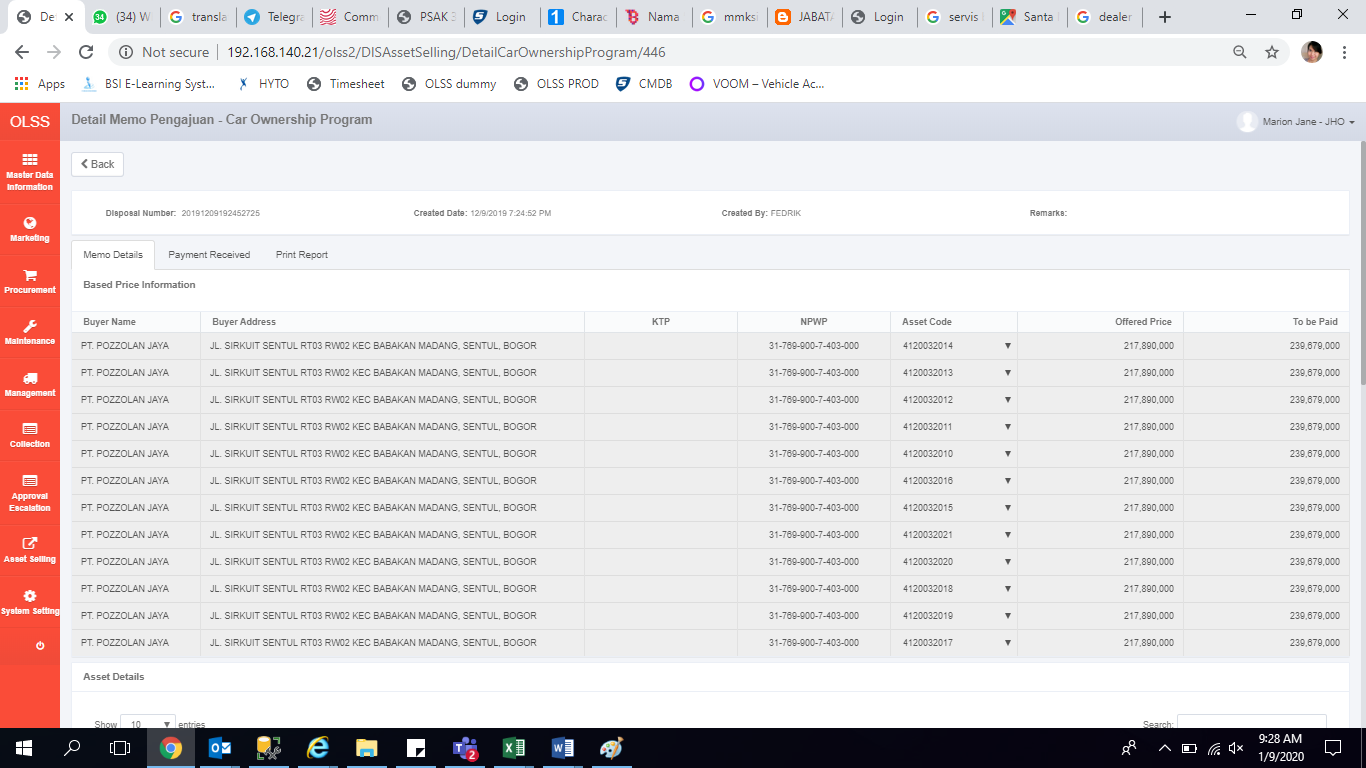 De
(34) W
transla
Telegra
Comm
PSAK 3
Login
Charac
Nama
mmksi
JABATA
Login
servis
Santa
dealer
Not secure
192.168.140.21/olss2/DISAssetSelling/DetailCarOwnershipProgram/446
Apps
BSI E-Learning Syst...
HYTO
Timesheet
OLSS dummy
OLSS PROD
CMDB
VOOM – Vehicle Ac...
OLSS
Detail Memo Pengajuan - Car Ownership Program
Marion Jane - JHO
Master Data
Information
Marketing
Procurement
Maintenance
Management
Collection
Approval
Escalation
Asset Selling
System Setting
Back
Disposal Number: 20191209192452725 Created Date: 12/9/2019 7:24:52 PM Created By: FEDRIK Remarks:
Memo Details Payment Received Print Report
Based Price Information
Buyer Name Buyer Address KTP NPWP Asset Code Offered Price To be Paid
PT. POZZOLAN JAYA JL. SIRKUIT SENTUL RT03 RW02 KEC BABAKAN MADANG, SENTUL, BOGOR 31-769-900-7-403-000 4120032014 217,890,000 239,679,000
PT. POZZOLAN JAYA JL. SIRKUIT SENTUL RT03 RW02 KEC BABAKAN MADANG, SENTUL, BOGOR 31-769-900-7-403-000 4120032013 217,890,000 239,679,000
PT. POZZOLAN JAYA JL. SIRKUIT SENTUL RT03 RW02 KEC BABAKAN MADANG, SENTUL, BOGOR 31-769-900-7-403-000 4120032012 217,890,000 239,679,000
PT. POZZOLAN JAYA JL. SIRKUIT SENTUL RT03 RW02 KEC BABAKAN MADANG, SENTUL, BOGOR 31-769-900-7-403-000 4120032011 217,890,000 239,679,000
PT. POZZOLAN JAYA JL. SIRKUIT SENTUL RT03 RW02 KEC BABAKAN MADANG, SENTUL, BOGOR 31-769-900-7-403-000 4120032010 217,890,000 239,679,000
PT. POZZOLAN JAYA JL. SIRKUIT SENTUL RT03 RW02 KEC BABAKAN MADANG, SENTUL, BOGOR 31-769-900-7-403-000 4120032016 217,890,000 239,679,000
PT. POZZOLAN JAYA JL. SIRKUIT SENTUL RT03 RW02 KEC BABAKAN MADANG, SENTUL, BOGOR 31-769-900-7-403-000 4120032015 217,890,000 239,679,000
PT. POZZOLAN JAYA JL. SIRKUIT SENTUL RT03 RW02 KEC BABAKAN MADANG, SENTUL, BOGOR 31-769-900-7-403-000 4120032021 217,890,000 239,679,000
PT. POZZOLAN JAYA JL. SIRKUIT SENTUL RT03 RW02 KEC BABAKAN MADANG, SENTUL, BOGOR 31-769-900-7-403-000 4120032020 217,890,000 239,679,000
PT. POZZOLAN JAYA JL. SIRKUIT SENTUL RT03 RW02 KEC BABAKAN MADANG, SENTUL, BOGOR 31-769-900-7-403-000 4120032018 217,890,000 239,679,000
PT. POZZOLAN JAYA JL. SIRKUIT SENTUL RT03 RW02 KEC BABAKAN MADANG, SENTUL, BOGOR 31-769-900-7-403-000 4120032019 217,890,000 239,679,000
PT. POZZOLAN JAYA JL. SIRKUIT SENTUL RT03 RW02 KEC BABAKAN MADANG, SENTUL, BOGOR 31-769-900-7-403-000 4120032017 217,890,000 239,679,000
Asset Details
Show 10 entries Search:
9:28 AM
1/9/2020